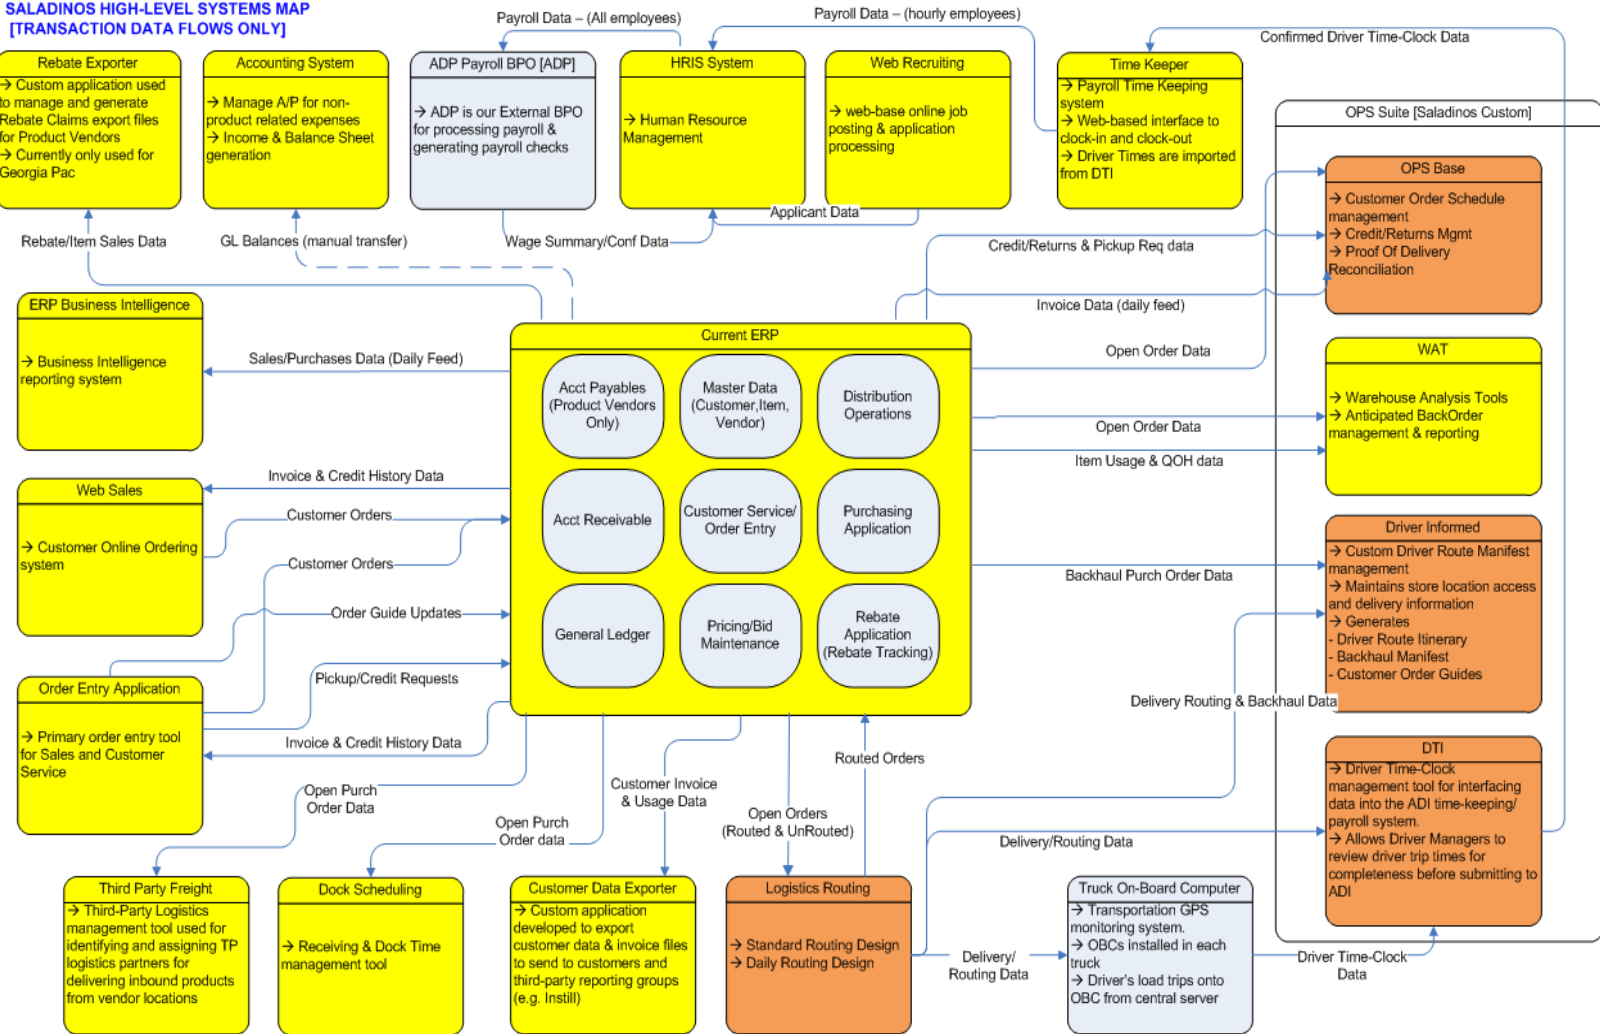 SALADINOS HIGH-LEVEL SYSTEMS MAP
[TRANSACTION DATA FLOWS ONLY]
Payroll Data – (All employees)
Payroll Data – (hourly employees)
Confirmed Driver Time-Clock Data
Rebate Exporter
→ Custom application used
to manage and generate
Rebate Claims export files
for Product Vendors
→ Currently only used for
Georgia Pac
Accounting System
→ Manage A/P for non-
product related expenses
→ Income & Balance Sheet
generation
ADP Payroll BPO [ADP]
→ ADP is our External BPO
for processing payroll &
generating payroll checks
HRIS System
→ Human Resource
Management
Web Recruiting
→ web-base online job
posting & application
processing
Time Keeper
→ Payroll Time Keeping
system
→ Web-based interface to
clock-in and clock-out
→ Driver Times are imported
from DTI
OPS Suite [Saladinos Custom]
OPS Base
→ Customer Order Schedule
management
→ Credit/Returns Mgmt
→ Proof Of Delivery
Reconciliation
Rebate/Item Sales Data
GL Balances (manual transfer)
Wage Summary/Conf Data
Applicant Data
Credit/Returns & Pickup Req data
Invoice Data (daily feed)
Open Order Data
ERP Business Intelligence
→ Business Intelligence
reporting system
Sales/Purchases Data (Daily Feed)
Current ERP
Acct Payables
(Product Vendors
Only)
Master Data
(Customer,Item,
Vendor)
Distribution
Operations
Acct Receivable
Customer Service/
Order Entry
Purchasing
Application
General Ledger
Pricing/Bid
Maintenance
Rebate
Application
(Rebate Tracking)
WAT
→ Warehouse Analysis Tools
→ Anticipated BackOrder
management & reporting
Open Order Data
Item Usage & QOH data
Web Sales
→ Customer Online Ordering
system
Invoice & Credit History Data
Customer Orders
Customer Orders
Order Guide Updates
Pickup/Credit Requests
Invoice & Credit History Data
Backhaul Purch Order Data
Driver Informed
→ Custom Driver Route Manifest
management
→ Maintains store location access
and delivery information
→ Generates
- Driver Route Itinerary
- Backhaul Manifest
- Customer Order Guides
Delivery Routing & Backhaul Data
Order Entry Application
→ Primary order entry tool
for Sales and Customer
Service
Open Purch
Order Data
Open Purch
Order data
Customer Invoice
& Usage Data
Open Orders
(Routed & UnRouted)
Routed Orders
Delivery/Routing Data
DTI
→ Driver Time-Clock
management tool for interfacing
data into the ADI time-keeping/
payroll system.
→ Allows Driver Managers to
review driver trip times for
completeness before submitting to
ADI
Third Party Freight
→ Third-Party Logistics
management tool used for
identifying and assigning TP
logistics partners for
delivering inbound products
from vendor locations
Dock Scheduling
→ Receiving & Dock Time
management tool
Customer Data Exporter
→ Custom application
developed to export
customer data & invoice files
to send to customers and
third-party reporting groups
(e.g. Instill)
Logistics Routing
→ Standard Routing Design
→ Daily Routing Design
Delivery/
Routing Data
Truck On-Board Computer
→ Transportation GPS
monitoring system.
→ OBCs installed in each
truck
→ Driver's load trips onto
OBC from central server
Driver Time-Clock
Data